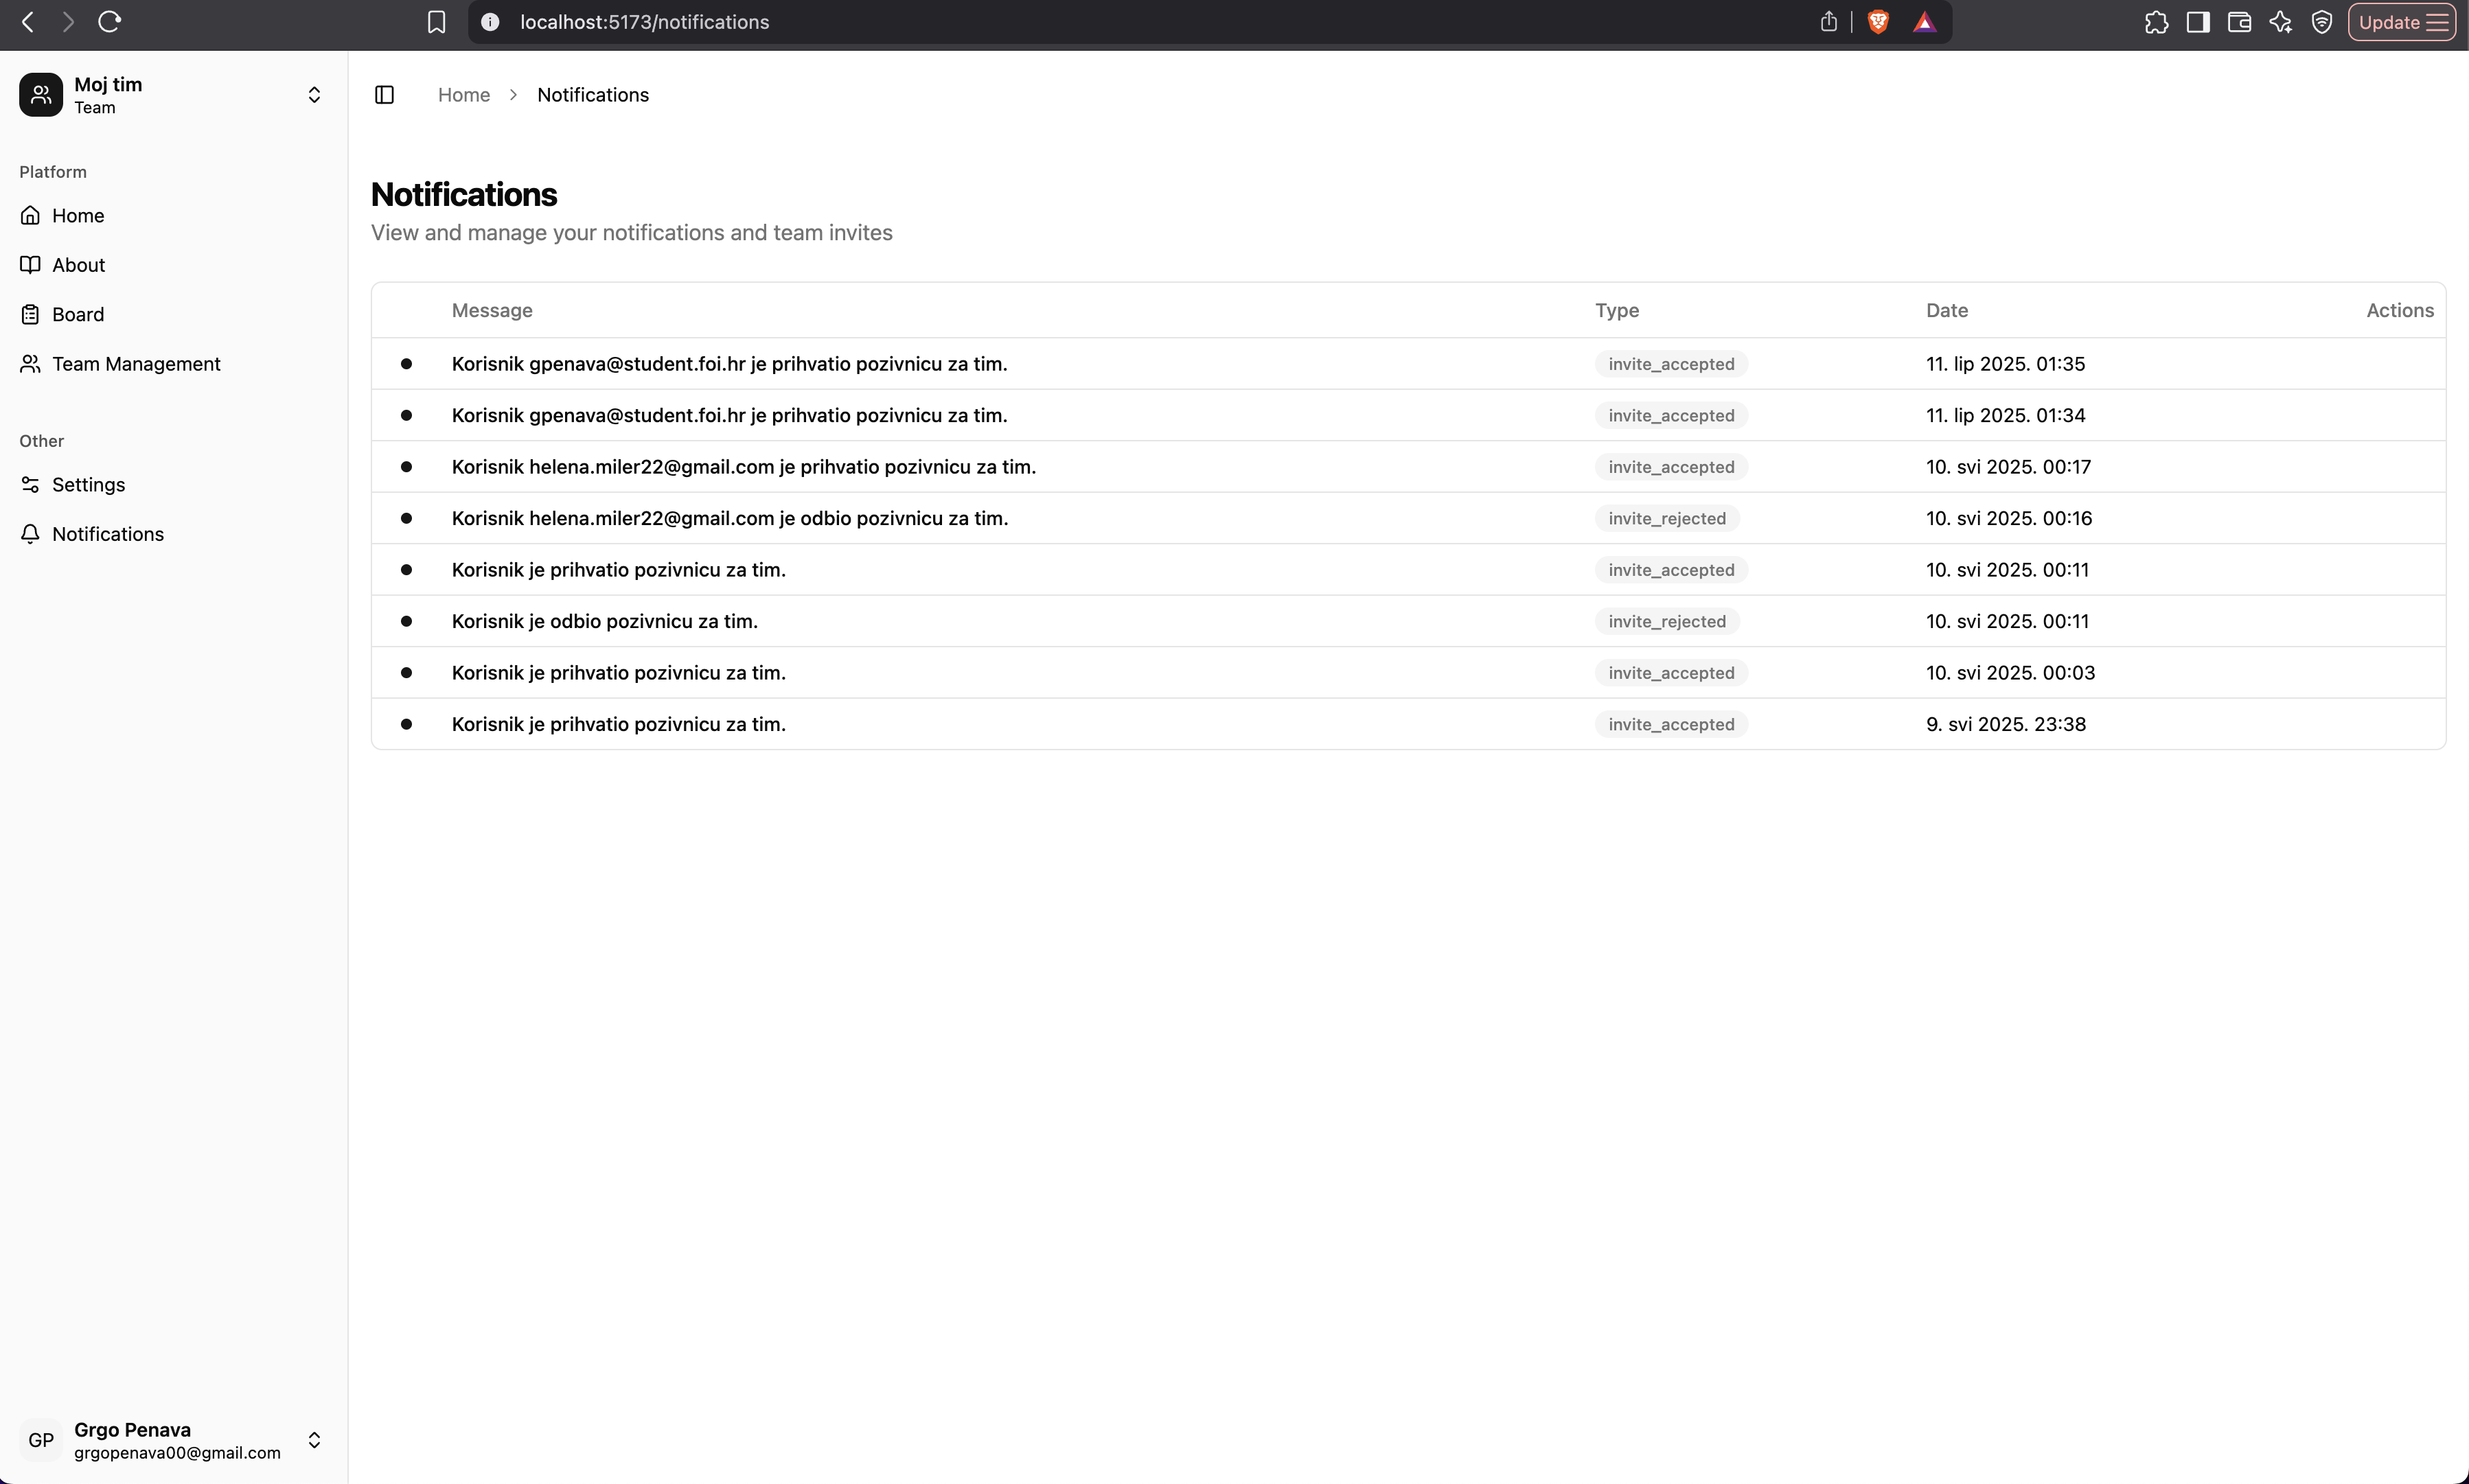 localhost:5173/notifications
Update
Moj tim
Team
Home
Notifications
Platform
Home
About
Board
Team Management
Other
Settings
Notifications
Notifications
View and manage your notifications and team invites
Message Type Date Actions
Korisnik gpenava@student.foi.hr je prihvatio pozivnicu za tim. invite_accepted 11. lip 2025. 01:35
Korisnik gpenava@student.foi.hr je prihvatio pozivnicu za tim. invite_accepted 11. lip 2025. 01:34
Korisnik helena.miler22@gmail.com je prihvatio pozivnicu za tim. invite_accepted 10. svi 2025. 00:17
Korisnik helena.miler22@gmail.com je odbio pozivnicu za tim. invite_rejected 10. svi 2025. 00:16
Korisnik je prihvatio pozivnicu za tim. invite_accepted 10. svi 2025. 00:11
Korisnik je odbio pozivnicu za tim. invite_rejected 10. svi 2025. 00:11
Korisnik je prihvatio pozivnicu za tim. invite_accepted 10. svi 2025. 00:03
Korisnik je prihvatio pozivnicu za tim. invite_accepted 9. svi 2025. 23:38
GP
Grgo Penava
grgopenava00@gmail.com